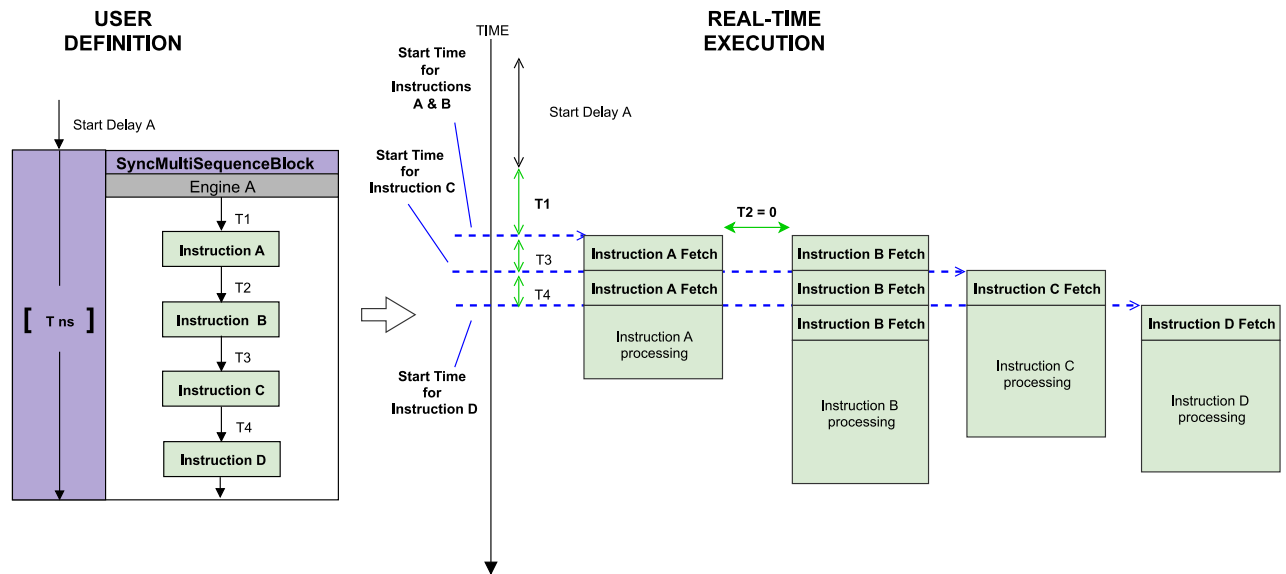 USER
DEFINITION
Start Delay A
SyncMultiSequenceBlock
Engine A
T1
Instruction A
T2
Instruction B
T3
Instruction C
T4
Instruction D
[ T ns ]
REAL-TIME
EXECUTION
TIME
Start Time
for
Instructions
A & B
Start Delay A
Start Time
for
Instruction C
T1
T2 = 0
T3
T4
Start Time
for
Instruction D
Instruction A Fetch
Instruction A Fetch
Instruction A
processing
Instruction B Fetch
Instruction B Fetch
Instruction B Fetch
Instruction B
processing
Instruction C Fetch
Instruction C
processing
Instruction D Fetch
Instruction D
processing